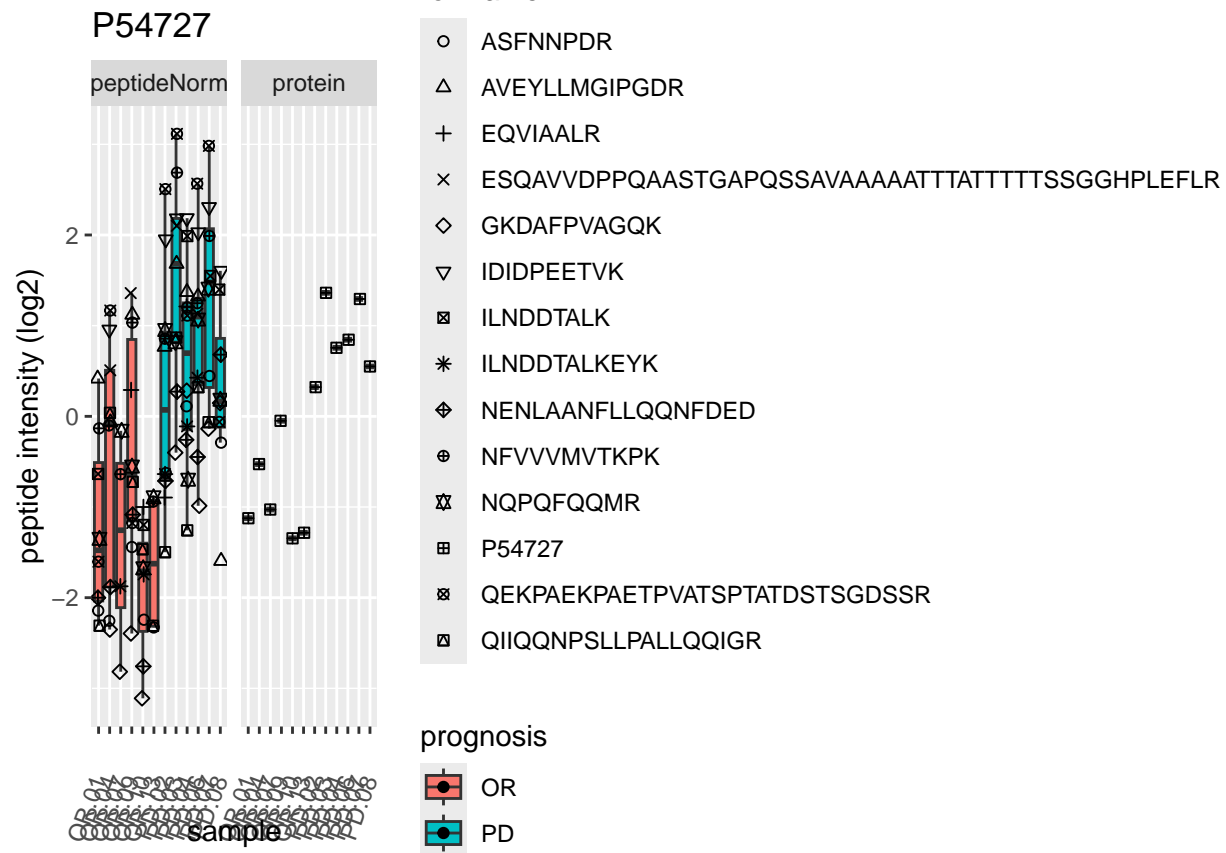 P54727
peptideNorm
protein
peptide intensity (log2)
2
0
−2
sample
ASFNNPDR
AVEYLLMGIPGDR
EQVIAALR
ESQAVVDPPQAASTGAPQSSAVAAAAATTTATTTTTSSGGHPLEFLR
GKDAFPVAGQK
IDIDPEETVK
ILNDDTALK
ILNDDTALKEYK
NENLAANFLLQQNFDED
NFVVVMVTKPK
NQPQFQQMR
P54727
QEKPAEKPAETPVATSPTATDSTSGDSSR
QIIQQNPSLLPALLQQIGR
prognosis
OR
PD